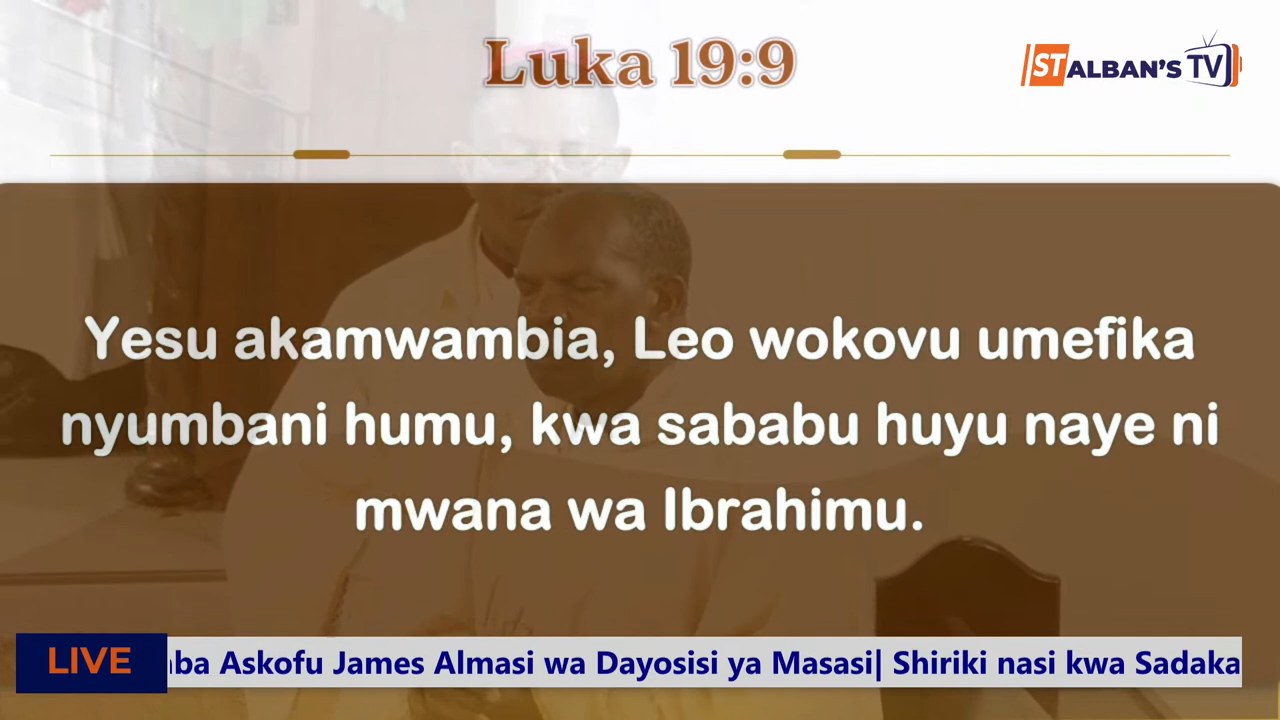 Luka 19:9
ST ALBAN'S TV
Yesu akamwambia, Leo wokovu umefika
nyumbani humu, kwa sababu huyu naye ni
mwana wa Ibrahimu.
LIVE
aba Askofu James Almasi wa Dayosisi ya Masasi| Shiriki nasi kwa Sadaka